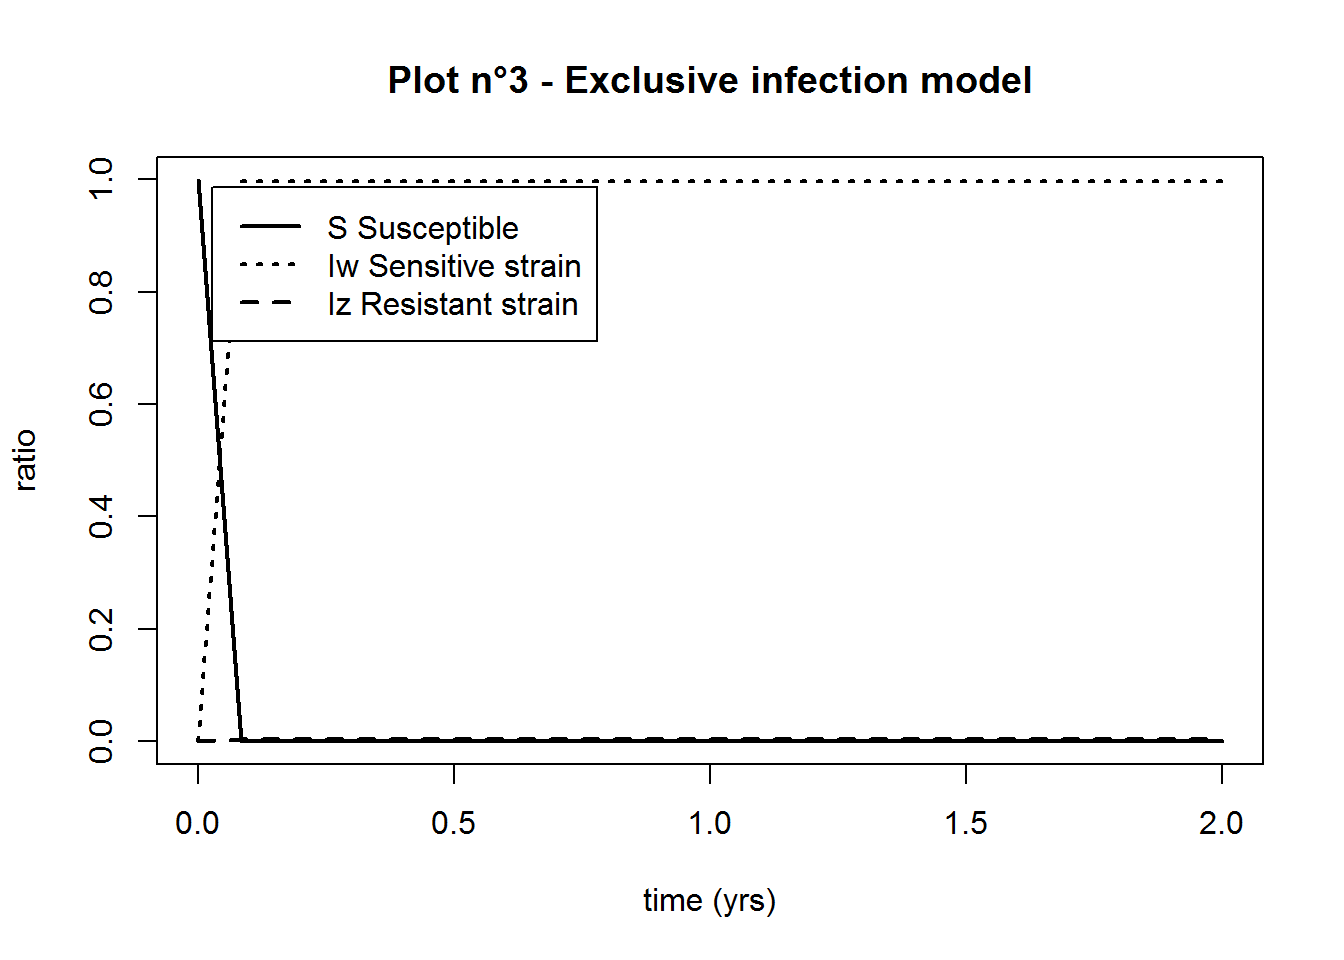 Plot n°3 - Exclusive infection model
1.0
0.8
0.6
0.4
0.2
0.0
ratio
S Susceptible
Iw Sensitive strain
Iz Resistant strain
0.0 0.5 1.0 1.5 2.0
time (yrs)